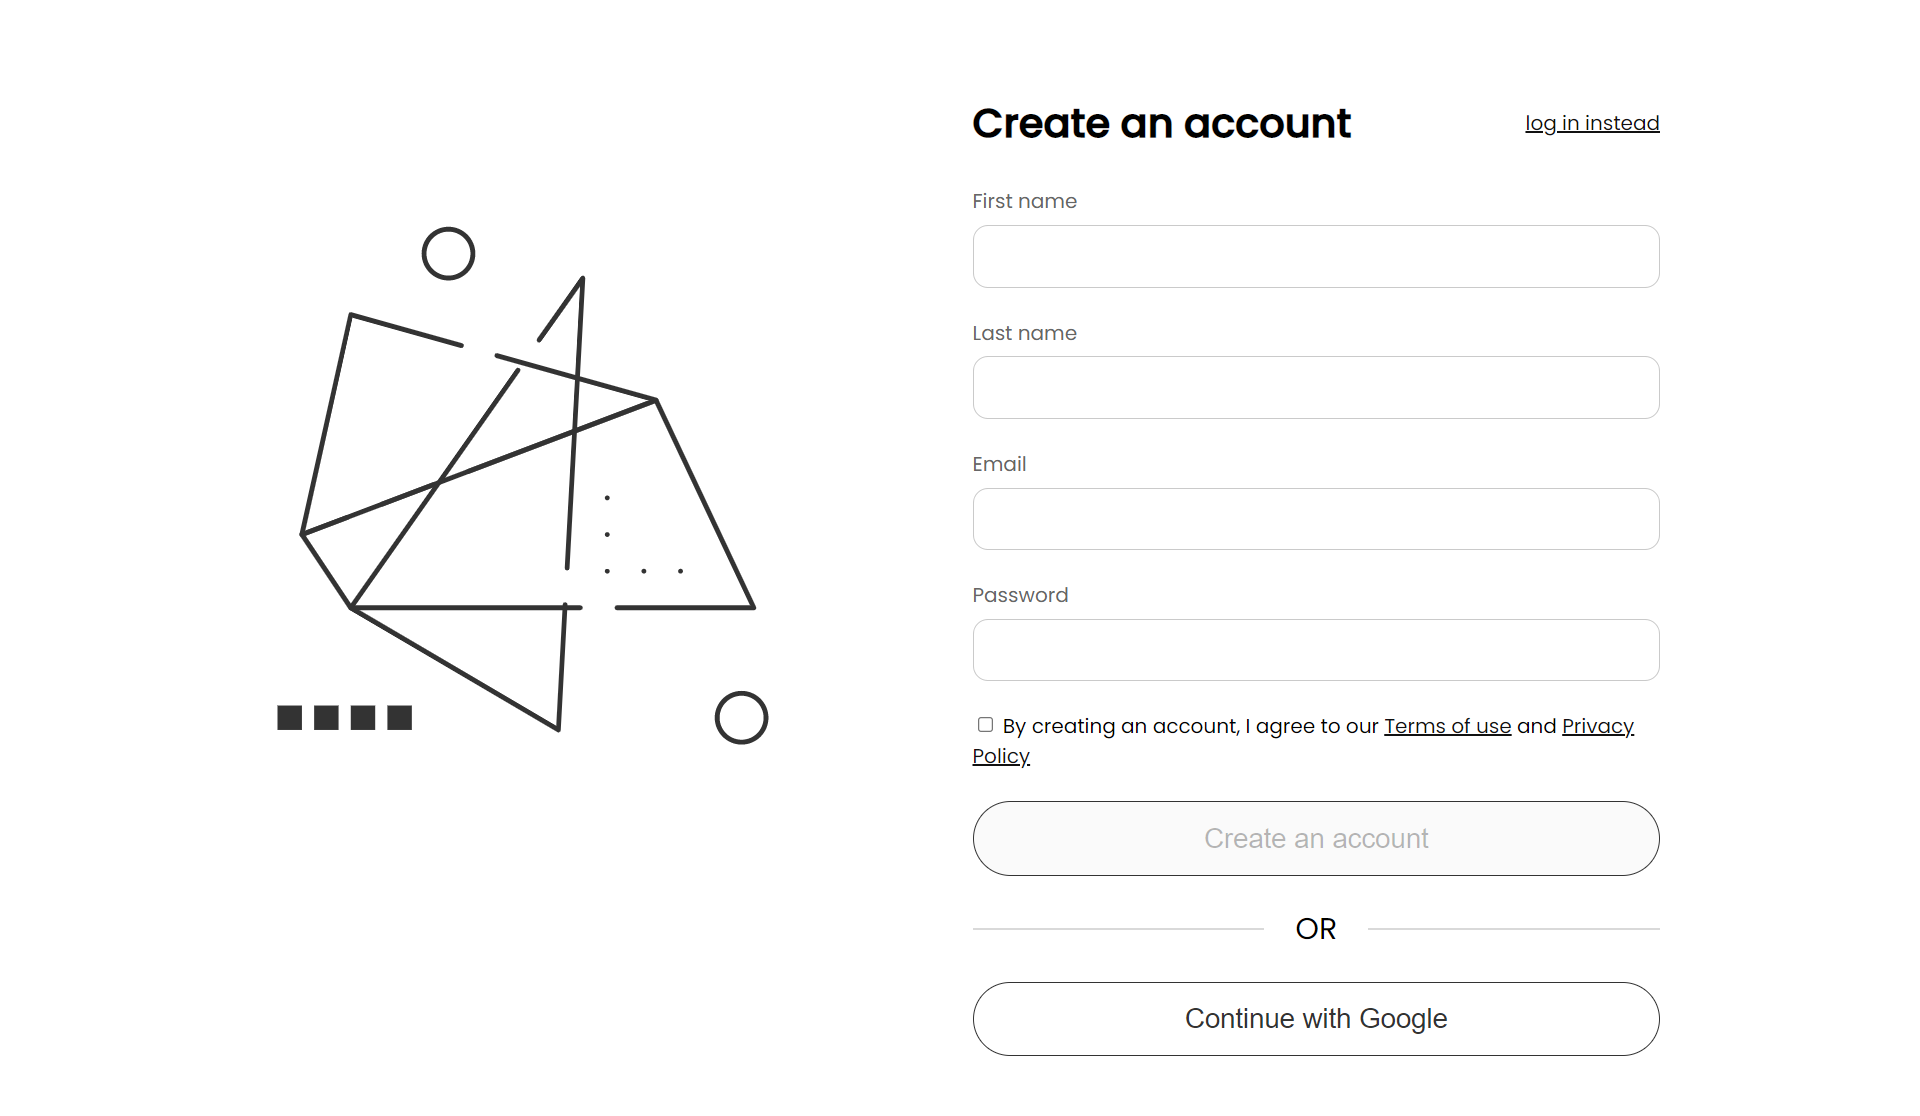 Create an account
log in instead
First name
Last name
Email
Password
By creating an account, I agree to our Terms of use and Privacy
Policy
Create an account
OR
Continue with Google